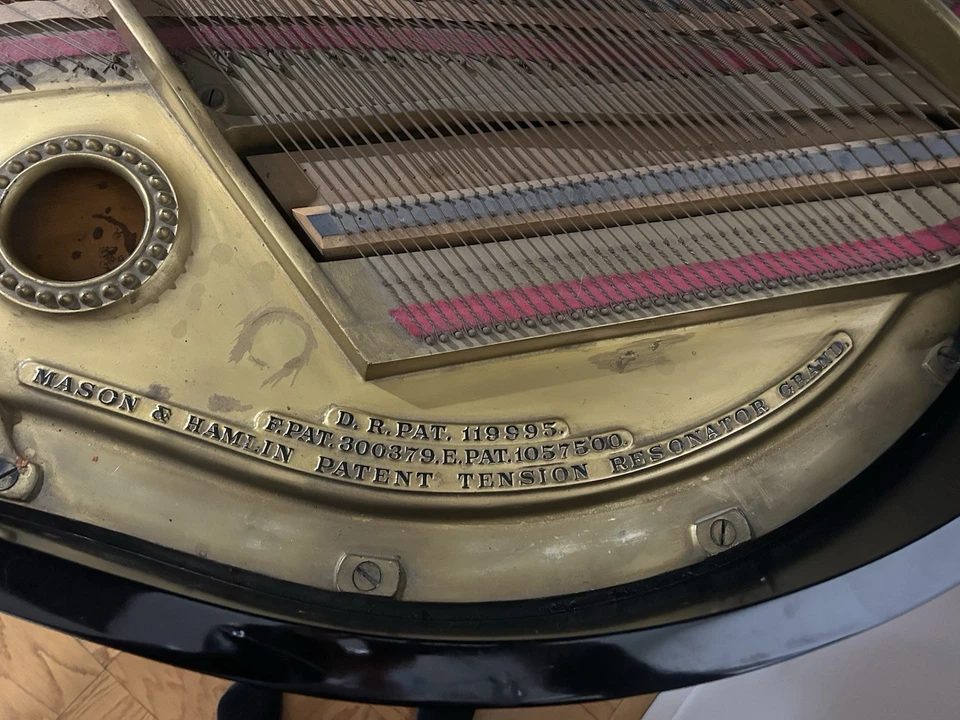 D. R. PAT. 119995.
F.PAT. 300379. E.PAT. 1057500.
MASON & HAMLIN PATENT TENSION RESONATOR GRAND.